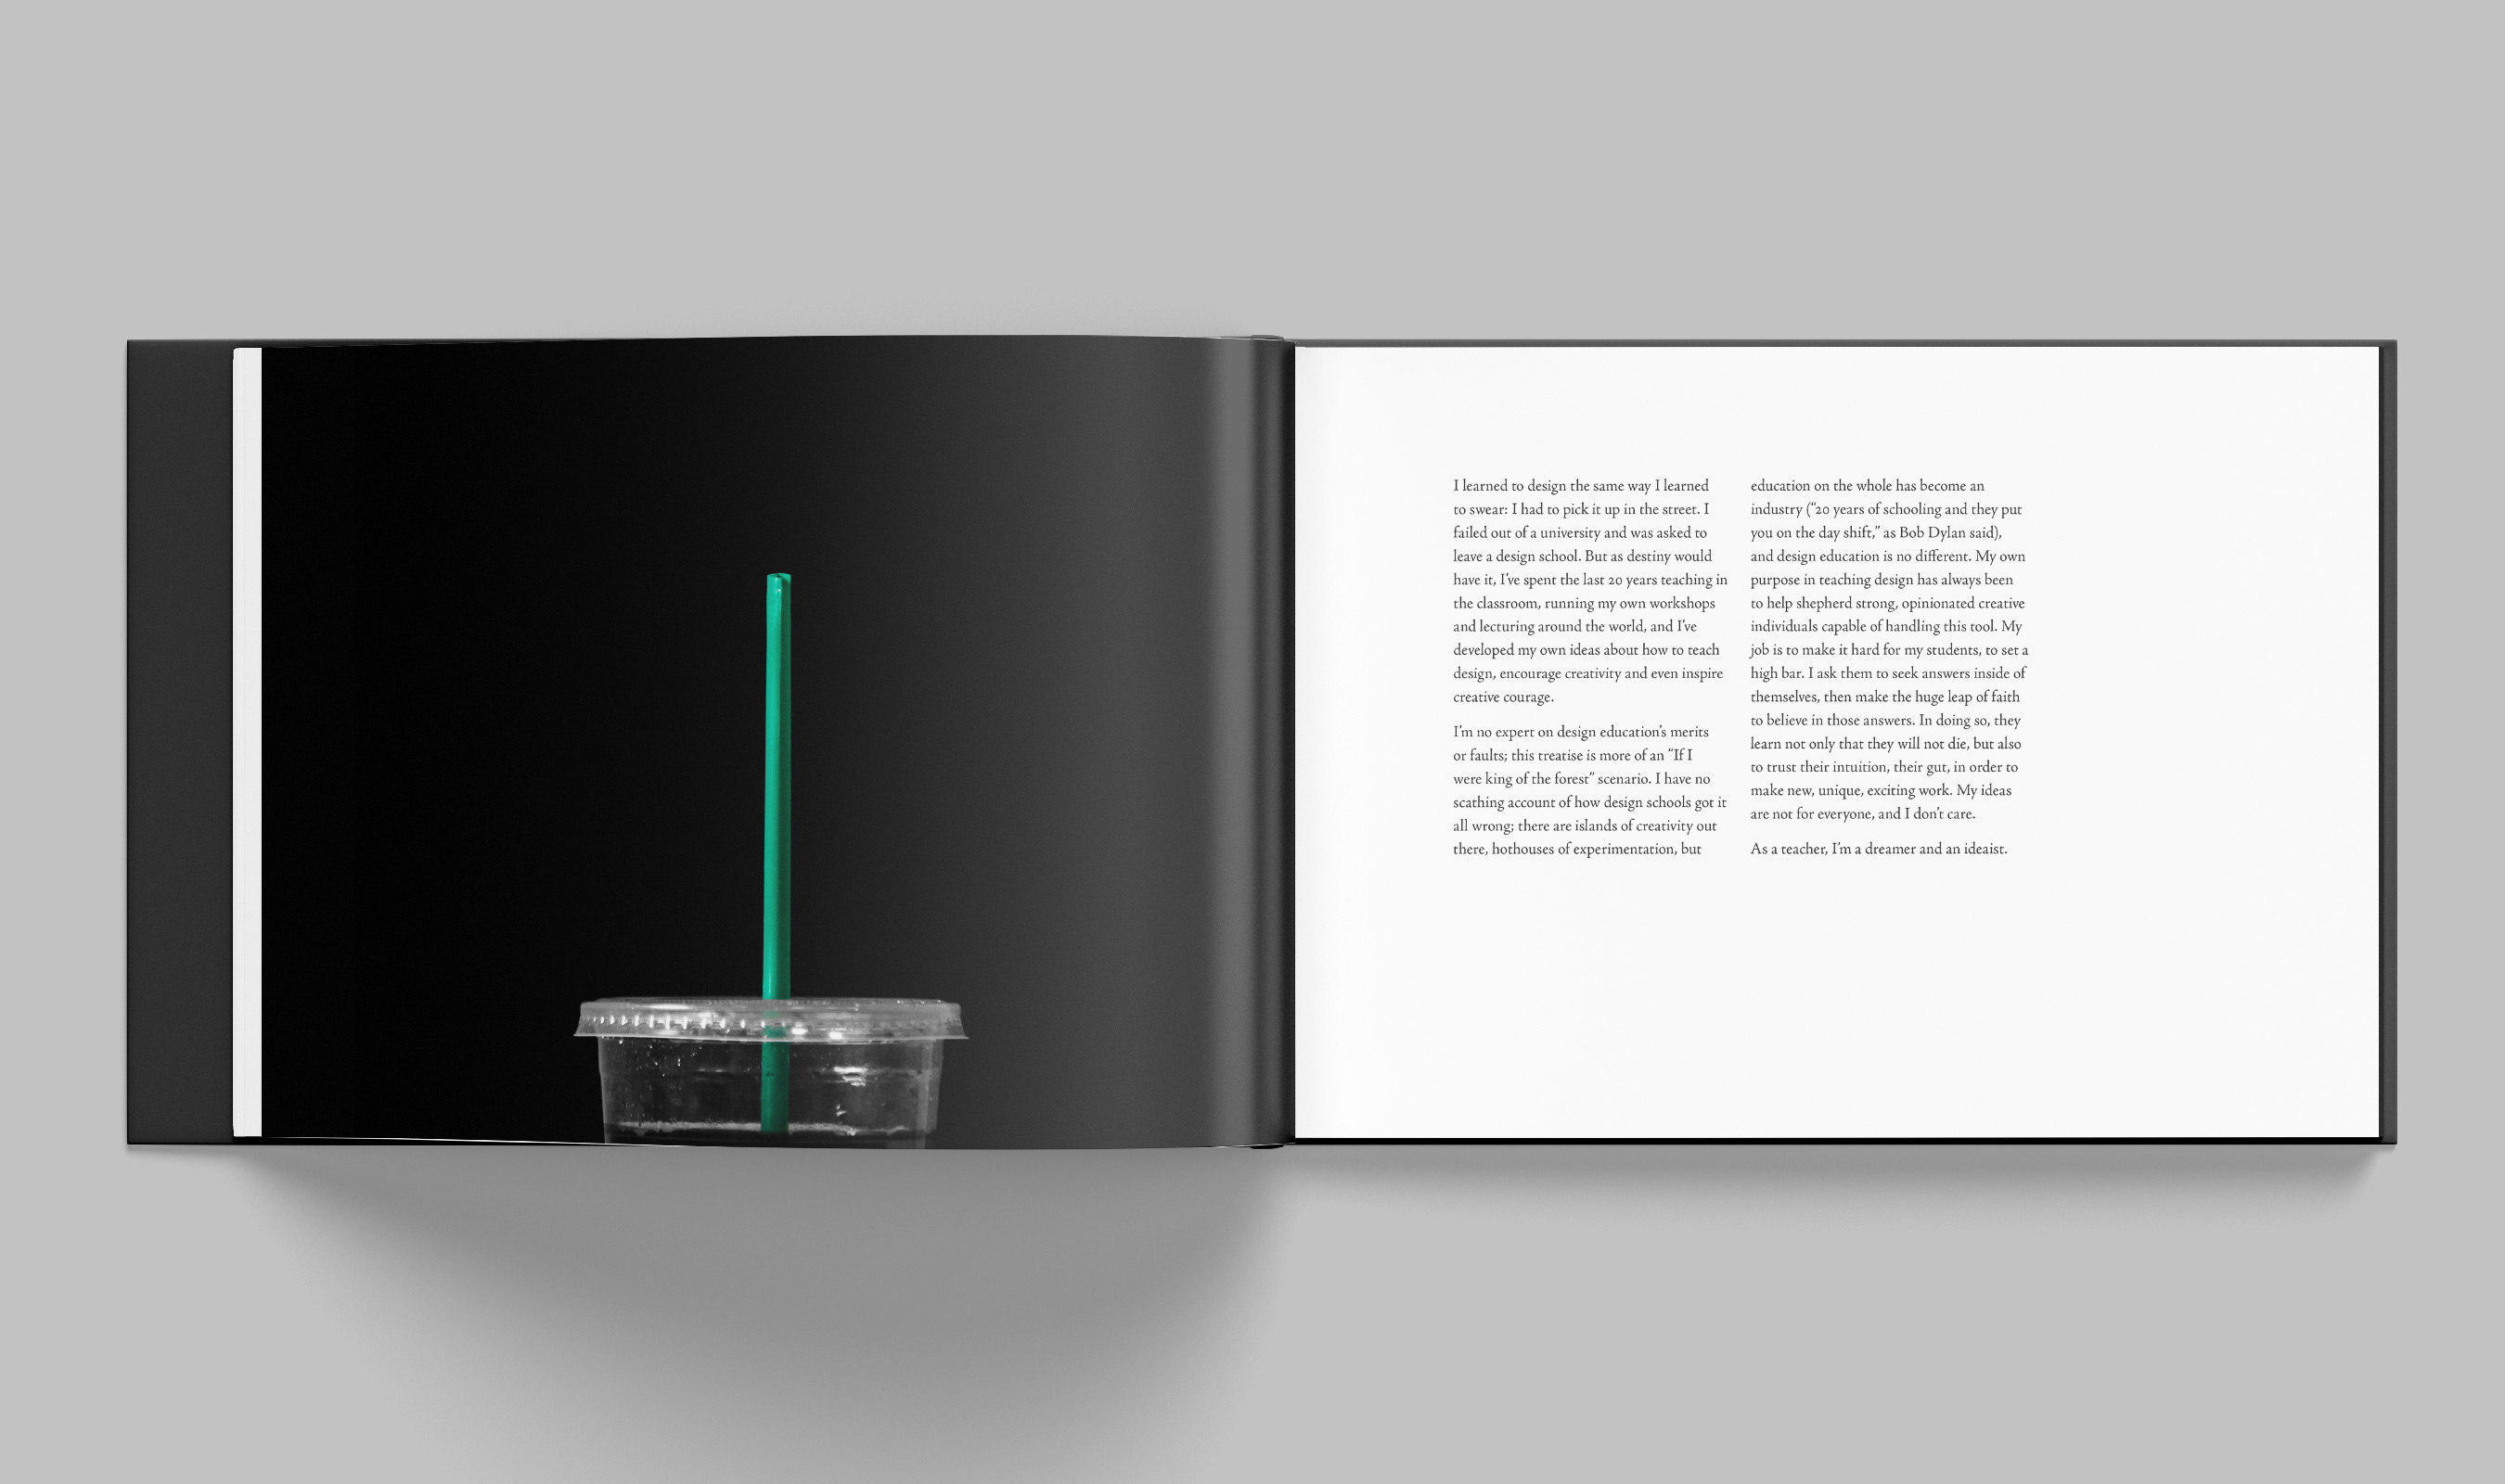 I learned to design the same way I learned
to swear: I had to pick it up in the street. I
failed out of a university and was asked to
leave a design school. But as destiny would
have it, I’ve spent the last 20 years teaching in
the classroom, running my own workshops
and lecturing around the world, and I’ve
developed my own ideas about how to teach
design, encourage creativity and even inspire
creative courage.
I’m no expert on design education’s merits
or faults; this treatise is more of an “If I
were king of the forest” scenario. I have no
scathing account of how design schools got it
all wrong; there are islands of creativity out
there, hothouses of experimentation, but
education on the whole has become an
industry (“20 years of schooling and they put
you on the day shift,” as Bob Dylan said),
and design education is no different. My own
purpose in teaching design has always been
to help shepherd strong, opinionated creative
individuals capable of handling this tool. My
job is to make it hard for my students, to set a
high bar. I ask them to seek answers inside of
themselves, then make the huge leap of faith
to believe in those answers. In doing so, they
learn not only that they will not die, but also
to trust their intuition, their gut, in order to
make new, unique, exciting work. My ideas
are not for everyone, and I don’t care.
As a teacher, I’m a dreamer and an ideaist.